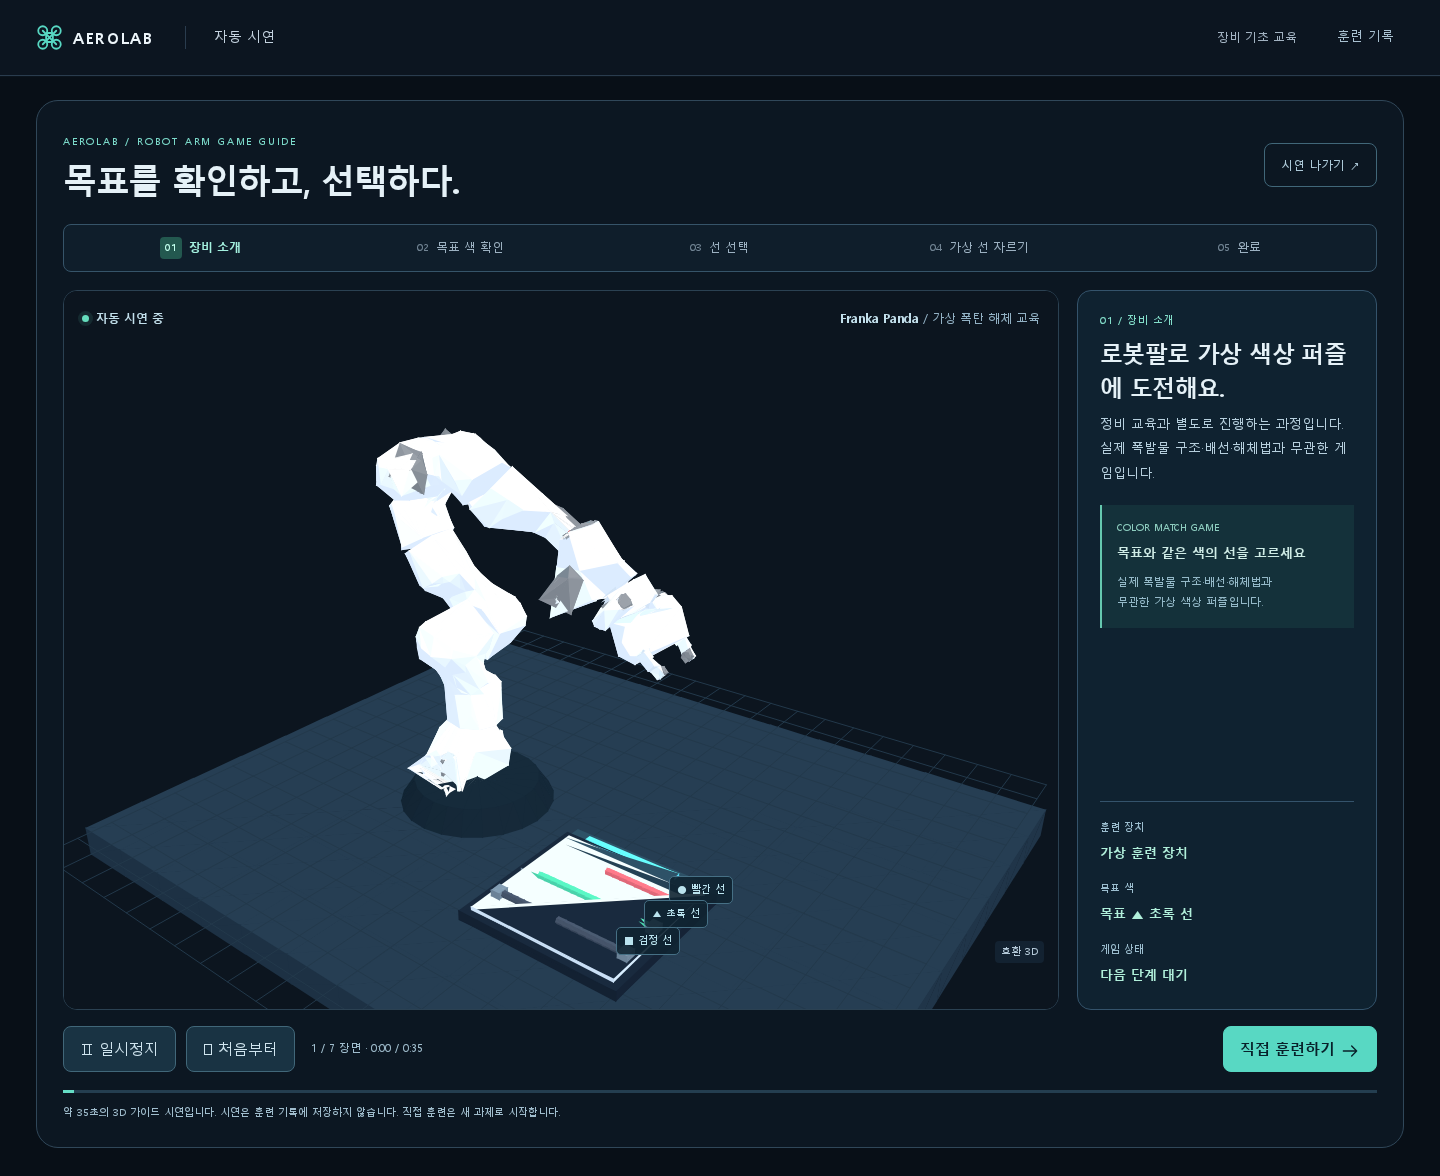 AEROLAB
자동 시연
장비 기초 교육
훈련 기록
AEROLAB / ROBOT ARM GAME GUIDE
목표를 확인하고, 선택하다.
시연 나가기 ↗
01 장비 소개
02 목표 색 확인
03 선 선택
04 가상 선 자르기
05 완료
자동 시연 중
Franka Panda / 가상 폭탄 해체 교육
빨간 선
초록 선
검정 선
호환 3D
01 / 장비 소개
로봇팔로 가상 색상 퍼즐
에 도전해요.
정비 교육과 별도로 진행하는 과정입니다.
실제 폭발물 구조·배선·해체법과 무관한 게
임입니다.
COLOR MATCH GAME
목표와 같은 색의 선을 고르세요
실제 폭발물 구조·배선·해체법과
무관한 가상 색상 퍼즐입니다.
훈련 장치
가상 훈련 장치
목표 색
목표 ▲ 초록 선
게임 상태
다음 단계 대기
일시정지
처음부터
1 / 7 장면 · 0:00 / 0:35
직접 훈련하기 →
약 35초의 3D 가이드 시연입니다. 시연은 훈련 기록에 저장하지 않습니다. 직접 훈련은 새 과제로 시작합니다.